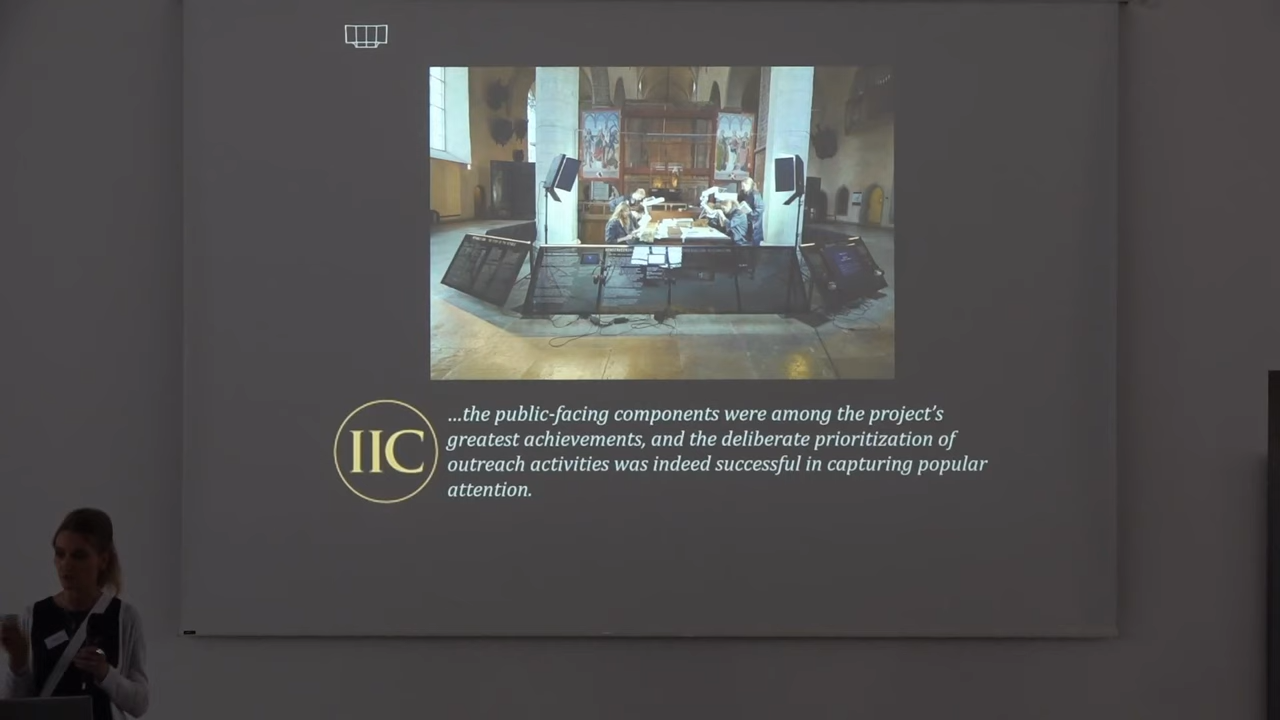 IIC
...the public-facing components were among the project's
greatest achievements, and the deliberate prioritization of
outreach activities was indeed successful in capturing popular
attention.